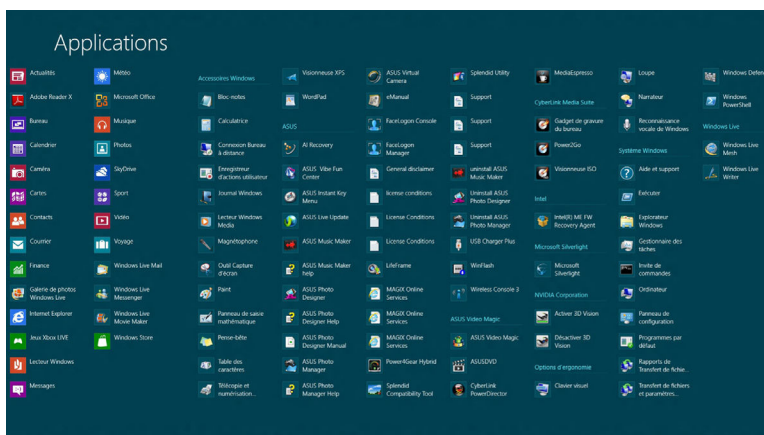 Applications
Actualités
Adobe Reader X
Bureau
Calendrier
Caméra
Cartes
Contacts
Courrier
Finance
Galerie de photos
Windows Live
Internet Explorer
Jeux Xbox LIVE
Lecteur Windows
Messages
Météo
Microsoft Office
Musique
Photos
SkyDrive
Sport
Vidéo
Voyage
Windows Live Mail
Windows Live
Messenger
Windows Live
Movie Maker
Windows Store
Accessoires Windows
Bloc-notes
Calculatrice
Connexion Bureau
à distance
Enregistreur
d'actions utilisateur
Journal Windows
Lecteur Windows
Media
Magnétophone
Outil Capture
d'écran
Paint
Panneau de saisie
mathématique
Pense-bête
Table des
caractères
Télécopie et
numérisation...
Visionneuse XPS
WordPad
ASUS
AI Recovery
ASUS Vibe Fun
Center
ASUS Instant Key
Menu
ASUS Live Update
ASUS Music Maker
ASUS Music Maker
help
ASUS Photo
Designer
ASUS Photo
Designer Help
ASUS Photo
Designer Manual
ASUS Photo
Manager
ASUS Photo
Manager Help
ASUS Virtual
Camera
eManual
FaceLogon Console
FaceLogon
Manager
General disclaimer
license conditions
License Conditions
License Conditions
LifeFrame
MAGIX Online
Services
MAGIX Online
Services
MAGIX Online
Services
Power4Gear Hybrid
Splendid
Compatibility Tool
Splendid Utility
Support
Support
Support
uninstall ASUS
Music Maker
Uninstall ASUS
Photo Designer
Uninstall ASUS
Photo Manager
USB Charger Plus
WinFlash
Wireless Console 3
ASUS Video Magic
ASUS Video Magic
ASUSDVD
CyberLink
PowerDirector
MediaEspresso
CyberLink Media Suite
Gadget de gravure
du bureau
Power2Go
Visionneuse ISO
Intel
Intel(R) ME FW
Recovery Agent
Microsoft Silverlight
Microsoft
Silverlight
NVIDIA Corporation
Activer 3D Vision
Désactiver 3D
Vision
Options d'ergonomie
Clavier visuel
Loupe
Narrateur
Reconnaissance
vocale de Windows
Système Windows
Aide et support
Exécuter
Explorateur
Windows
Gestionnaire des
tâches
Invite de
commandes
Ordinateur
Panneau de
configuration
Programmes par
défaut
Rapports de
Transfert de fichie...
Transfert de fichiers
et paramètres...
Windows Defen
Windows
PowerShell
Windows Live
Windows Live
Mesh
Windows Live
Writer